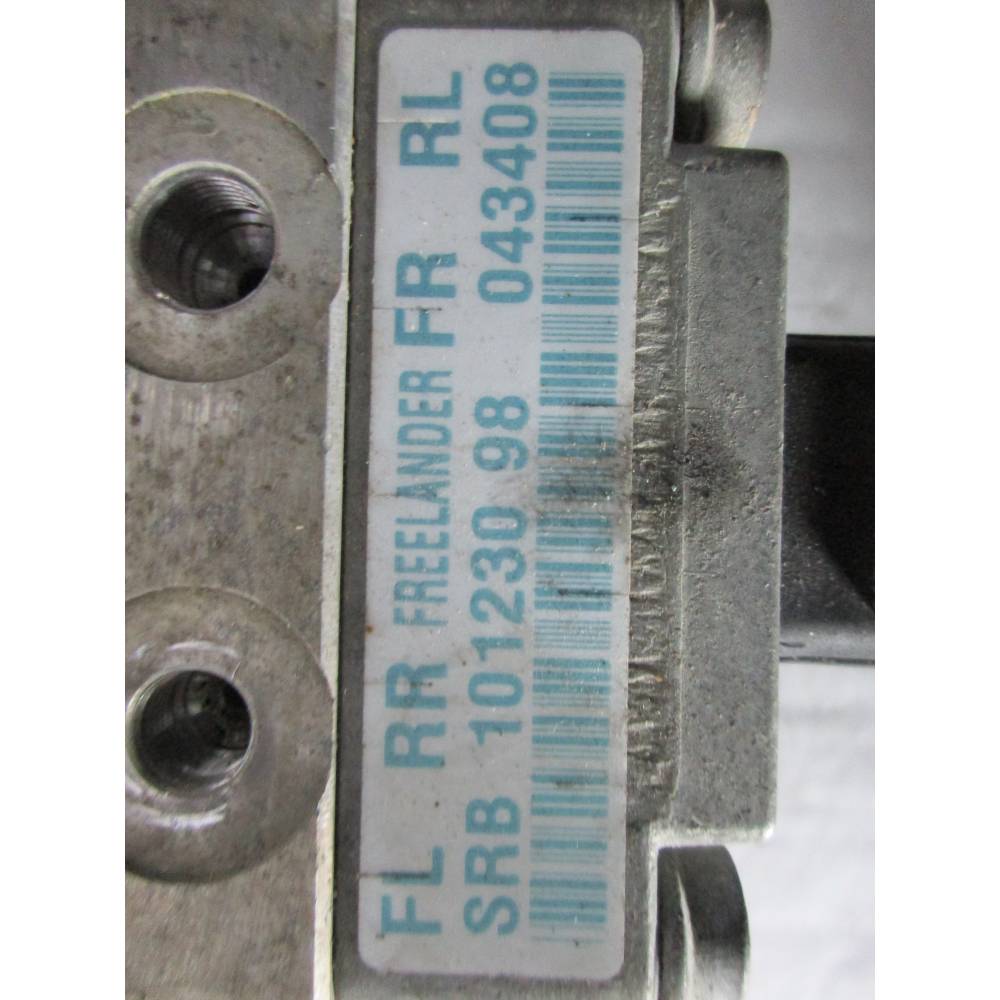 FL RR FREELANDER FR RL
SRB 101230 98 043408